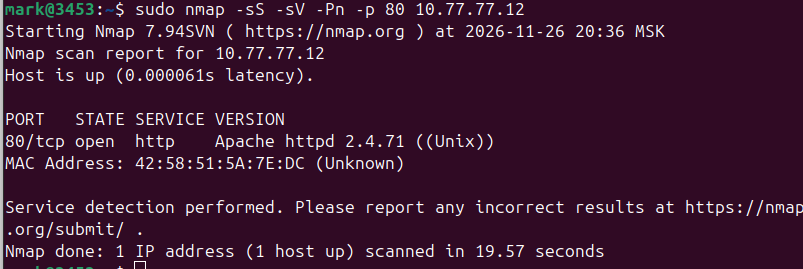 mark@3453:~$ sudo nmap -sS -sV -Pn -p 80 10.77.77.12
Starting Nmap 7.94SVN ( https://nmap.org ) at 2026-11-26 20:36 MSK
Nmap scan report for 10.77.77.12
Host is up (0.000061s latency).
PORT   STATE SERVICE VERSION
80/tcp open  http    Apache httpd 2.4.71 ((Unix))
MAC Address: 42:58:51:5A:7E:DC (Unknown)
Service detection performed. Please report any incorrect results at https://nmap
.org/submit/ .
Nmap done: 1 IP address (1 host up) scanned in 19.57 seconds
mark@3453:~$